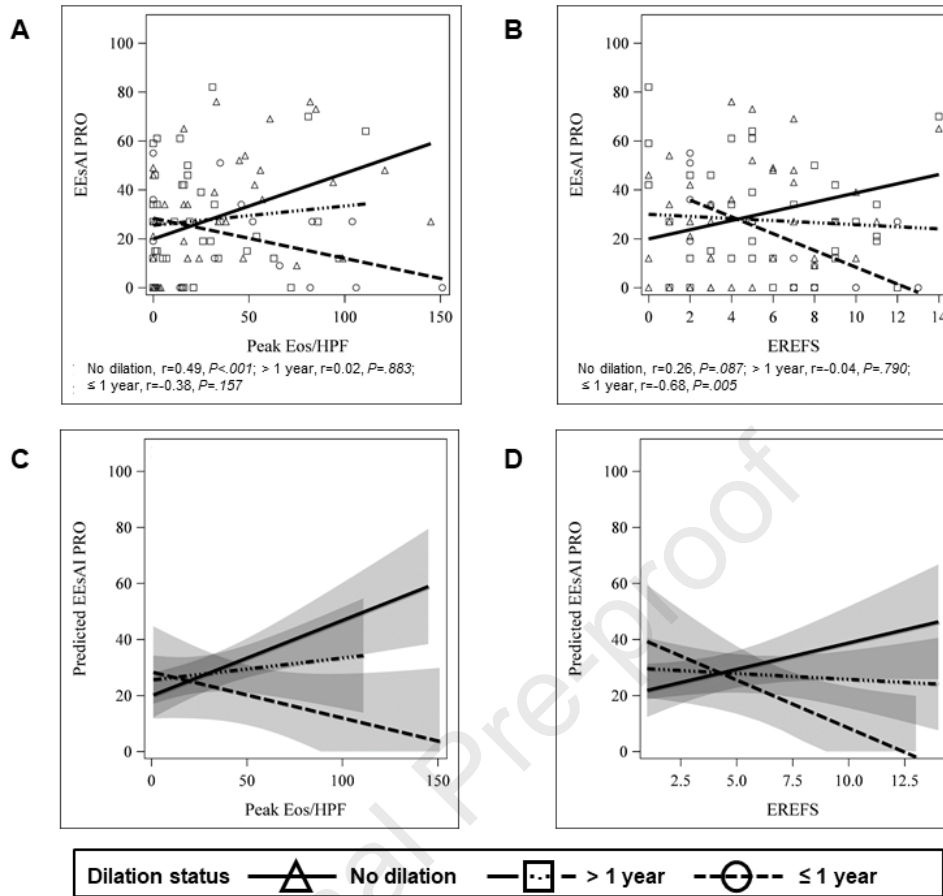 A
B
100
80
60
40
20
0
EEsAI PRO
0
50
100
150
Peak Eos/HPF
No dilation, r=0.49, P<.001; > 1 year, r=0.02, P=.883;
≤ 1 year, r=-0.38, P=.157
100
80
60
40
20
0
EEsAI PRO
0
2
4
6
8
10
12
14
EREFS
No dilation, r=0.26, P=.087; > 1 year, r=-0.04, P=.790;
≤ 1 year, r=-0.68, P=.005
C
D
100
80
60
40
20
0
Predicted EEsAI PRO
0
50
100
150
Peak Eos/HPF
100
80
60
40
20
0
Predicted EEsAI PRO
2.5
5.0
7.5
10.0
12.5
EREFS
al Pre-proof
Dilation status No dilation > 1 year ≤ 1 year